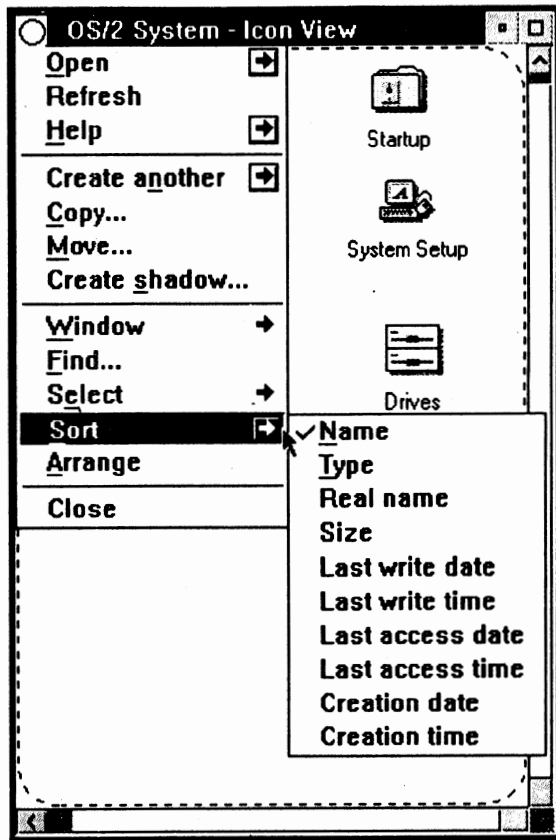 OS/2 System - Icon View
Open
Refresh
Help
Create another
Copy...
Move...
Create shadow...
Window
Find...
Select
Sort
Arrange
Close
Startup
System Setup
Drives
Name
Type
Real name
Size
Last write date
Last write time
Last access date
Last access time
Creation date
Creation time